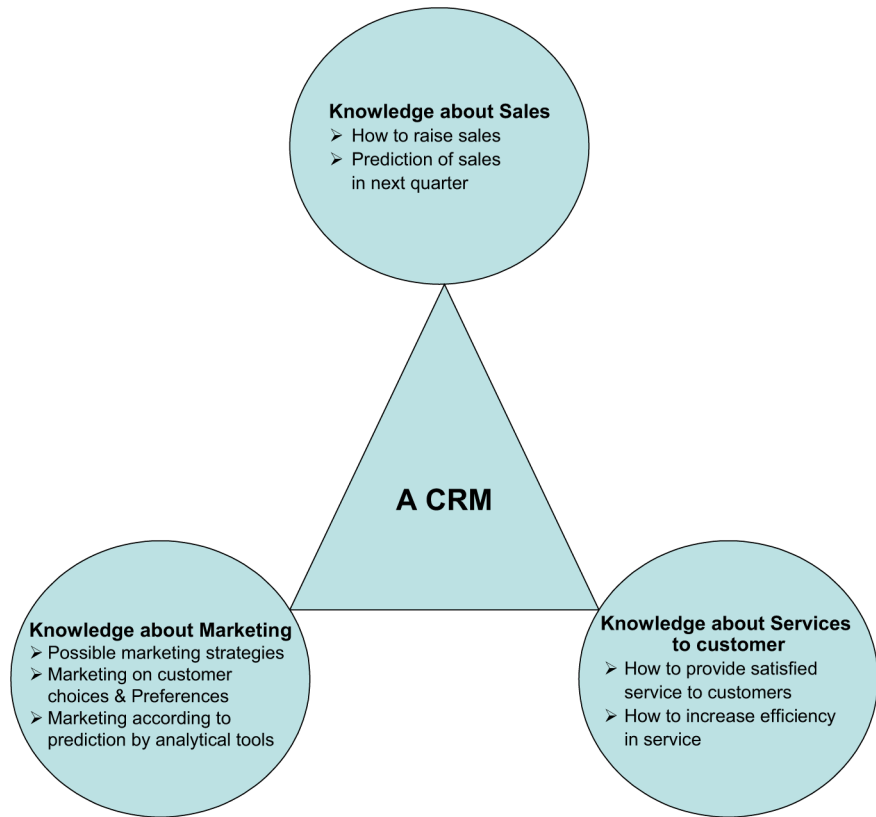 Knowledge about Sales
➢ How to raise sales
➢ Prediction of sales
in next quarter
A CRM
Knowledge about Marketing
➢ Possible marketing strategies
➢ Marketing on customer
choices & Preferences
➢ Marketing according to
prediction by analytical tools
Knowledge about Services
to customer
➢ How to provide satisfied
service to customers
➢ How to increase efficiency
in service